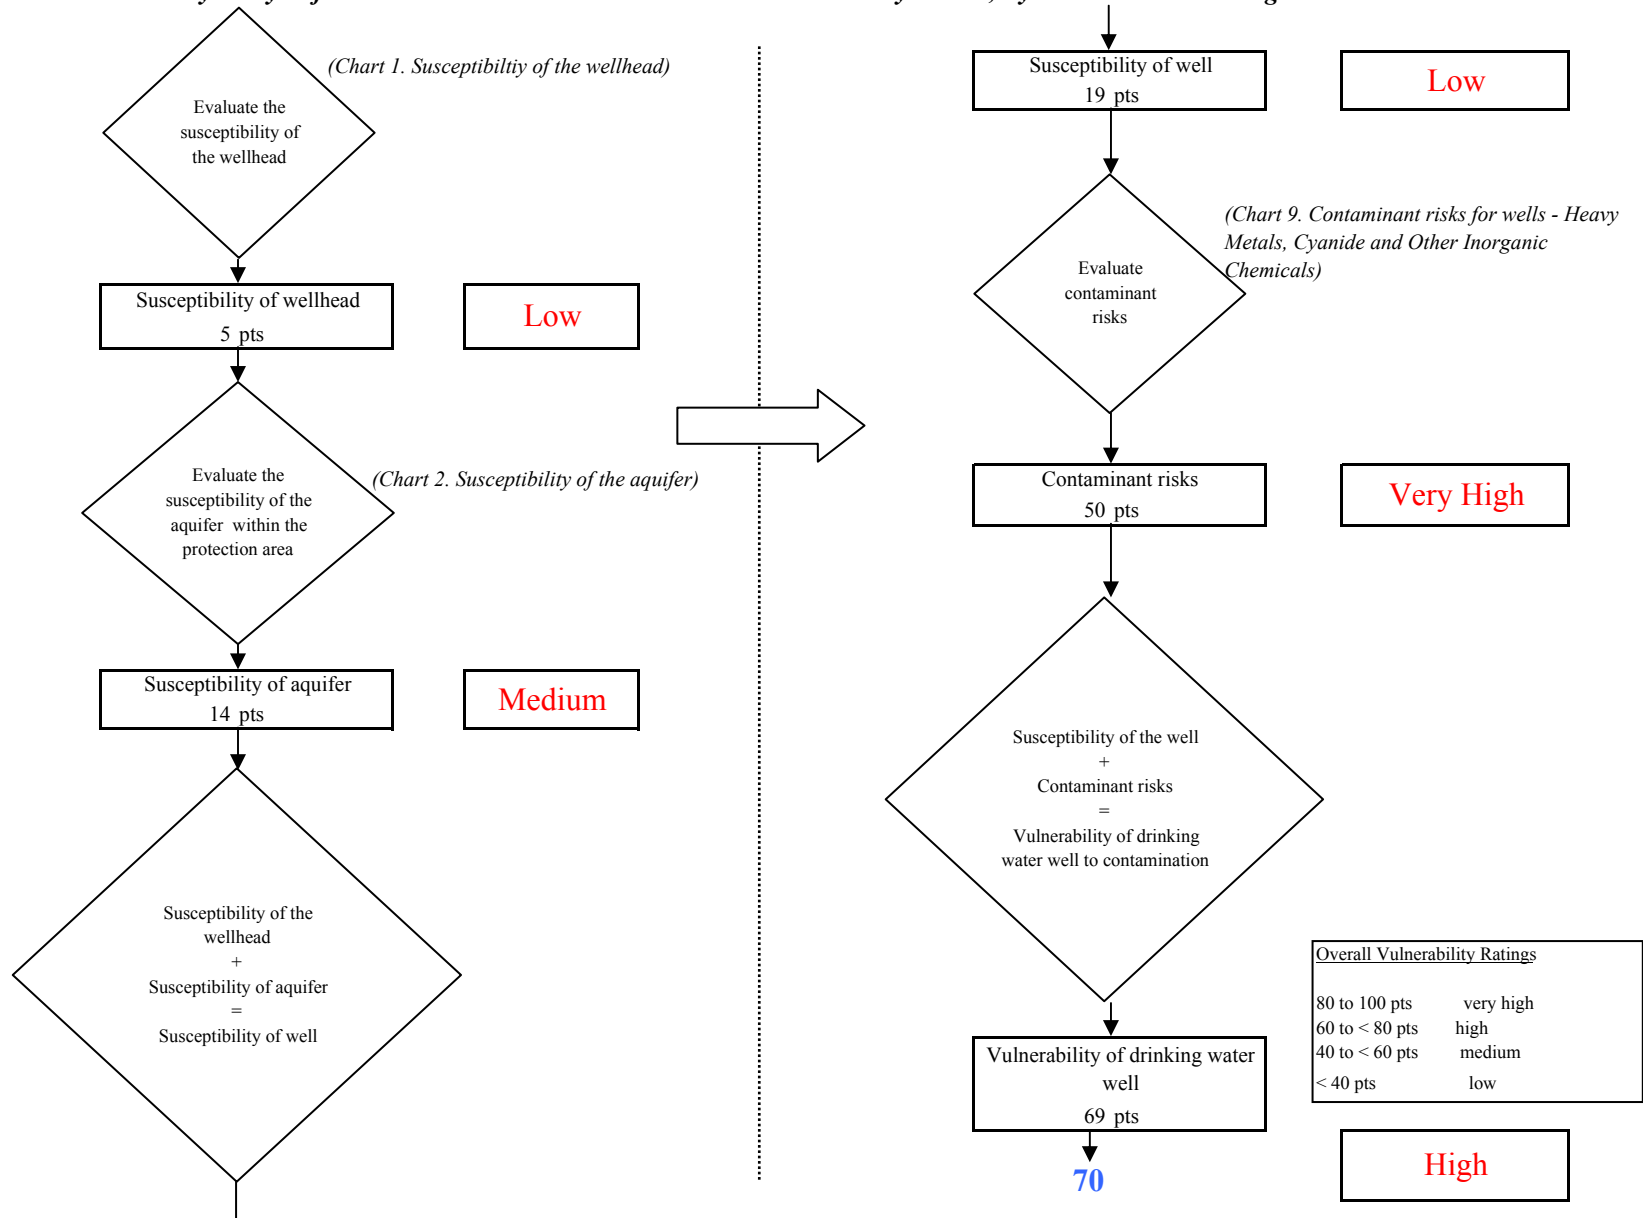 (Chart 1. Susceptibiltiy of the wellhead)
Evaluate the
susceptibility of
the wellhead
Susceptibility of wellhead
5 pts
Low
Evaluate the
susceptibility of the
aquifer within the
protection area
(Chart 2. Susceptibility of the aquifer)
Susceptibility of aquifer
14 pts
Medium
Susceptibility of the
wellhead
+
Susceptibility of aquifer
=
Susceptibility of well
Susceptibility of well
19 pts
Low
(Chart 9. Contaminant risks for wells - Heavy
Metals, Cyanide and Other Inorganic
Chemicals)
Evaluate
contaminant
risks
Contaminant risks
50 pts
Very High
Susceptibility of the well
+
Contaminant risks
=
Vulnerability of drinking
water well to contamination
Overall Vulnerability Ratings
80 to 100 pts very high
60 to < 80 pts high
40 to < 60 pts medium
< 40 pts low
Vulnerability of drinking water
well
69 pts
70
High